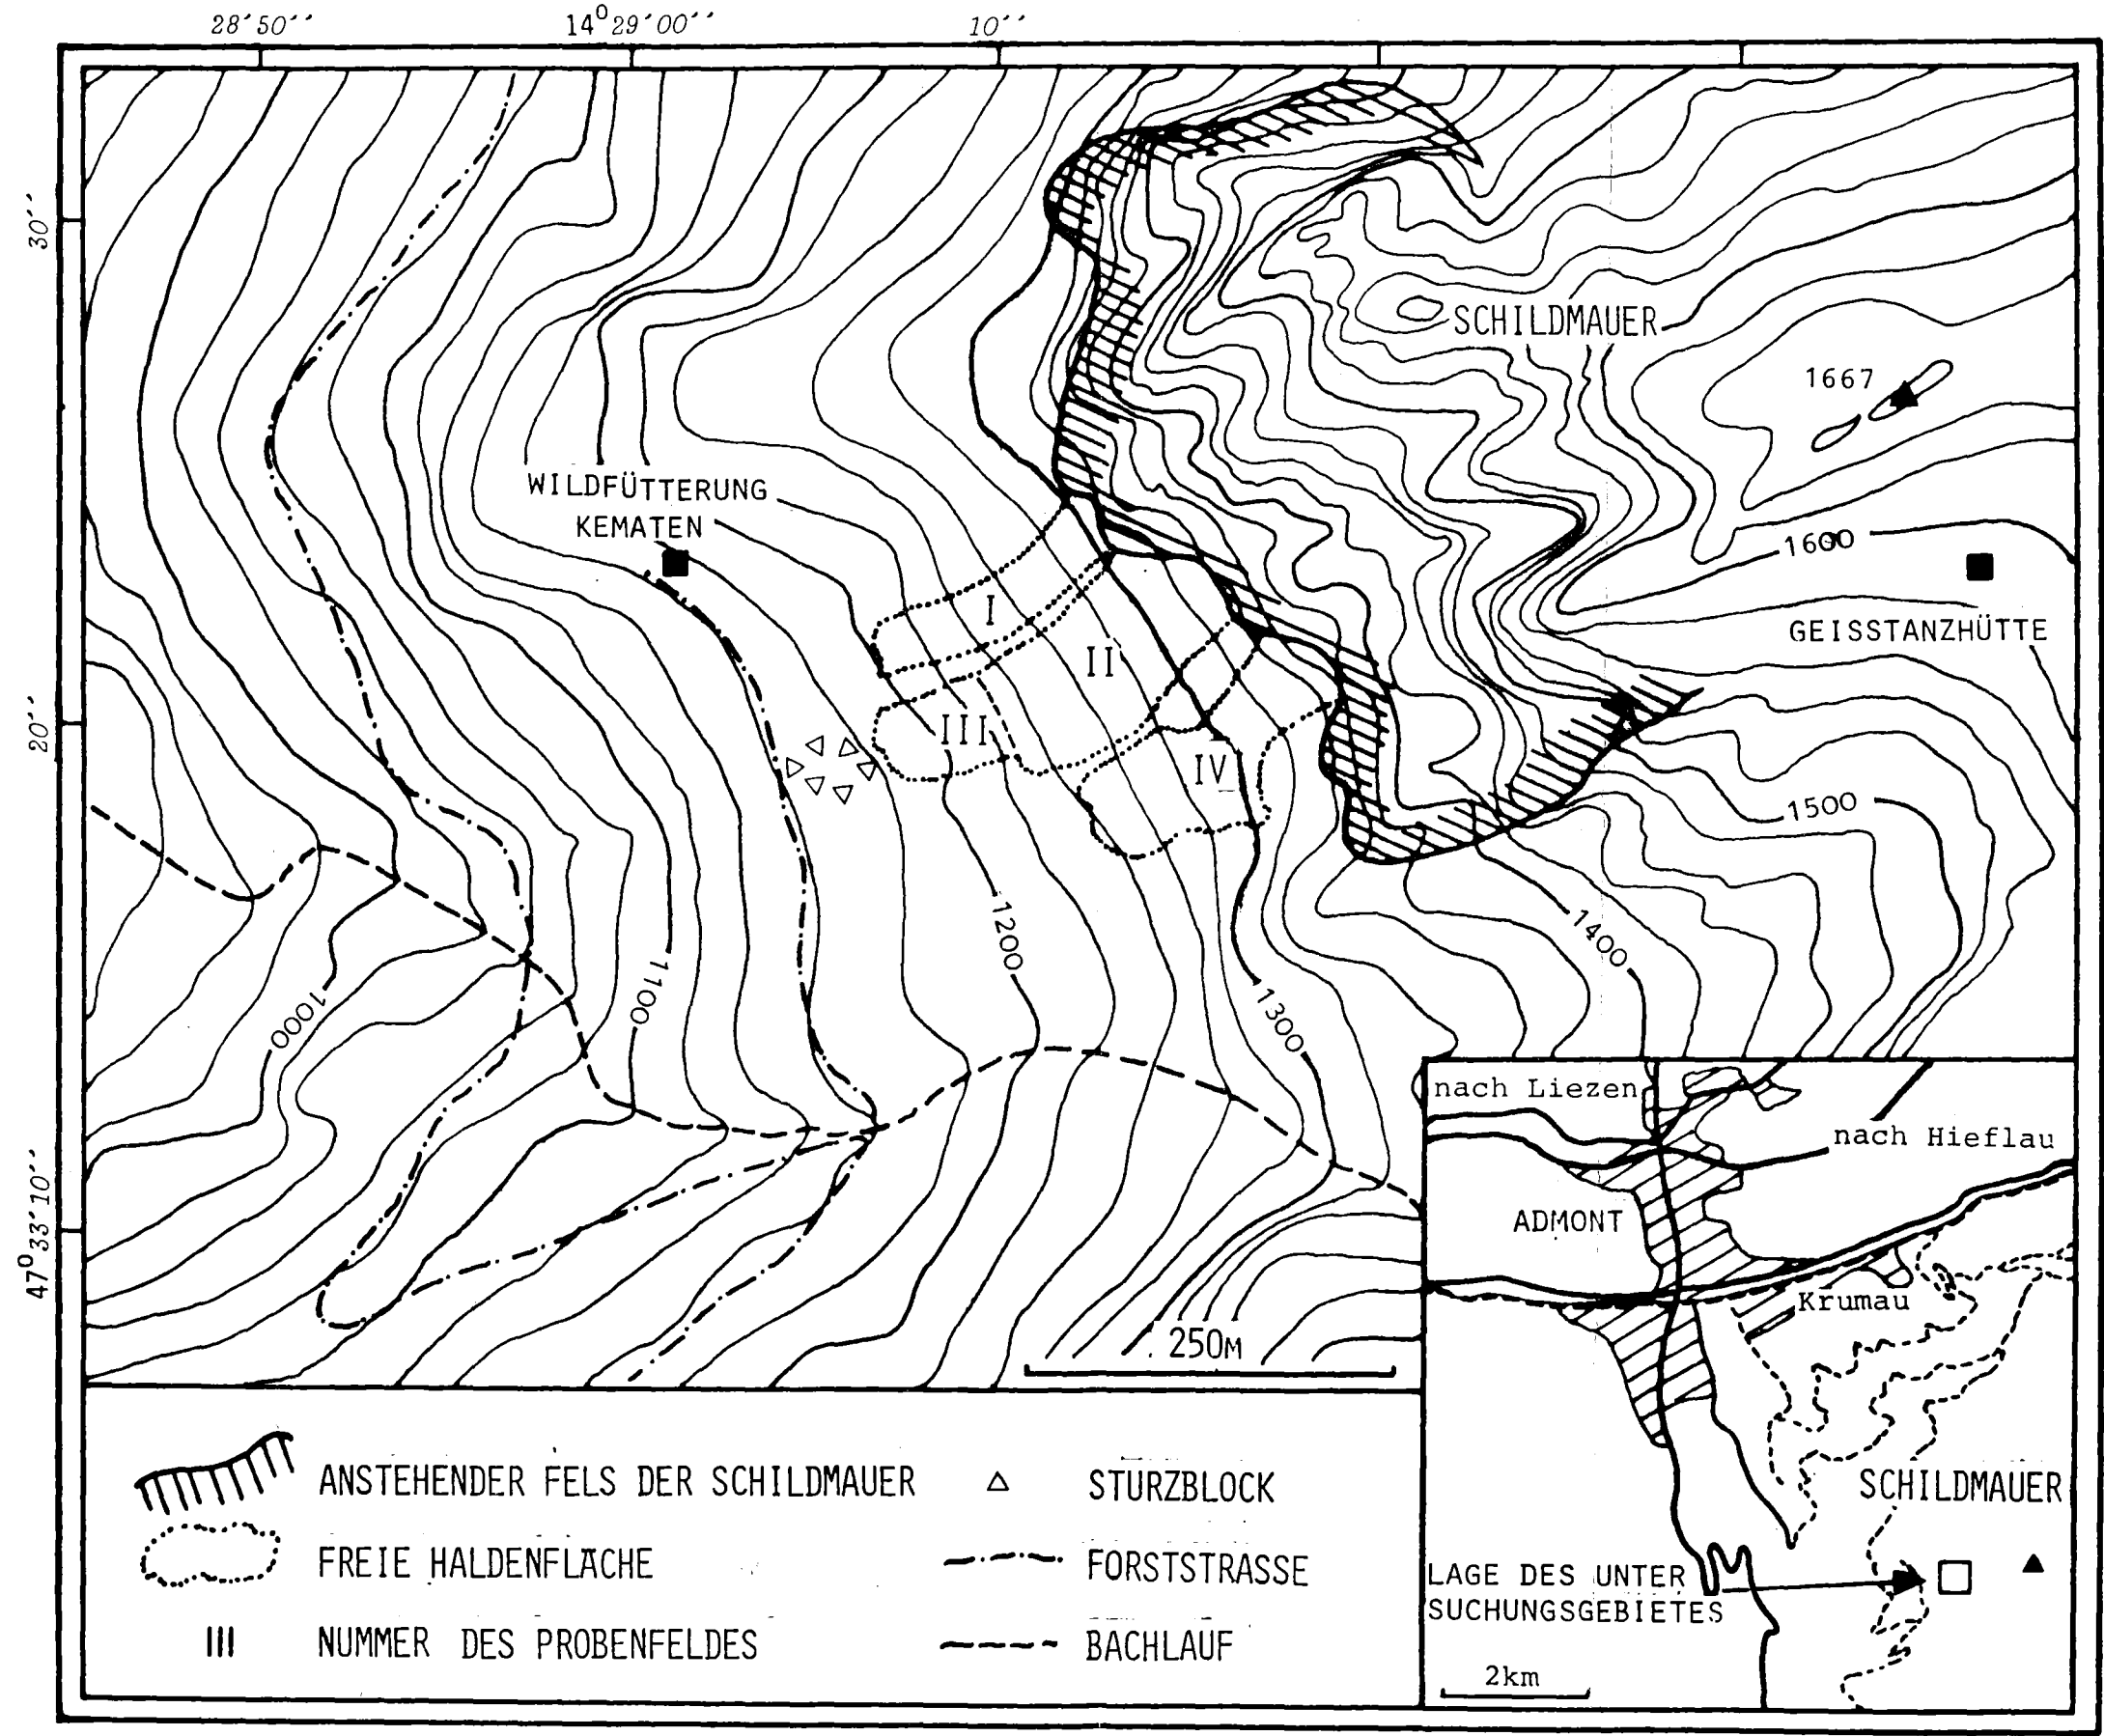 28'50''
14°29'00''
10''
30''
20''
47°33'10''
SCHILDMAUER
1667
WILDFÜTTERUNG
KEMATEN
1600
GEISSTANZHÜTTE
I
II
III
IV
1500
1400
1300
1200
1100
1000
250M
nach Liezen
nach Hieflau
ADMONT
Krumau
SCHILDMAUER
LAGE DES UNTER
SUCHUNGSGEBIETES
2km
ANSTEHENDER FELS DER SCHILDMAUER
FREIE HALDENFLÄCHE
III NUMMER DES PROBENFELDES
STURZBLOCK
FORSTSTRASSE
BACHLAUF